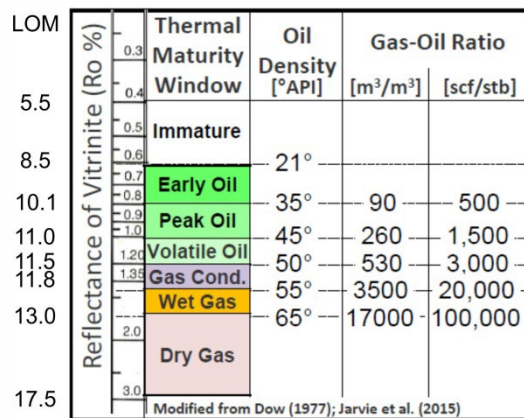 LOM
Reflectance of Vitrinite (Ro %)
Thermal Maturity Window
Oil Density [°API]
Gas-Oil Ratio
[m³/m³] [scf/stb]
0.3
0.4
5.5
0.5
Immature
0.6
8.5 21°
0.7
Early Oil
0.8
10.1 35° 90 500
0.9
Peak Oil
1.0
11.0 45° 260 1,500
Volatile Oil
1.20
11.5 50° 530 3,000
Gas Cond.
1.35
11.8 55° 3500 20,000
Wet Gas
13.0 65° 17000 100,000
2.0
Dry Gas
3.0
17.5
Modified from Dow (1977); Jarvie et al. (2015)